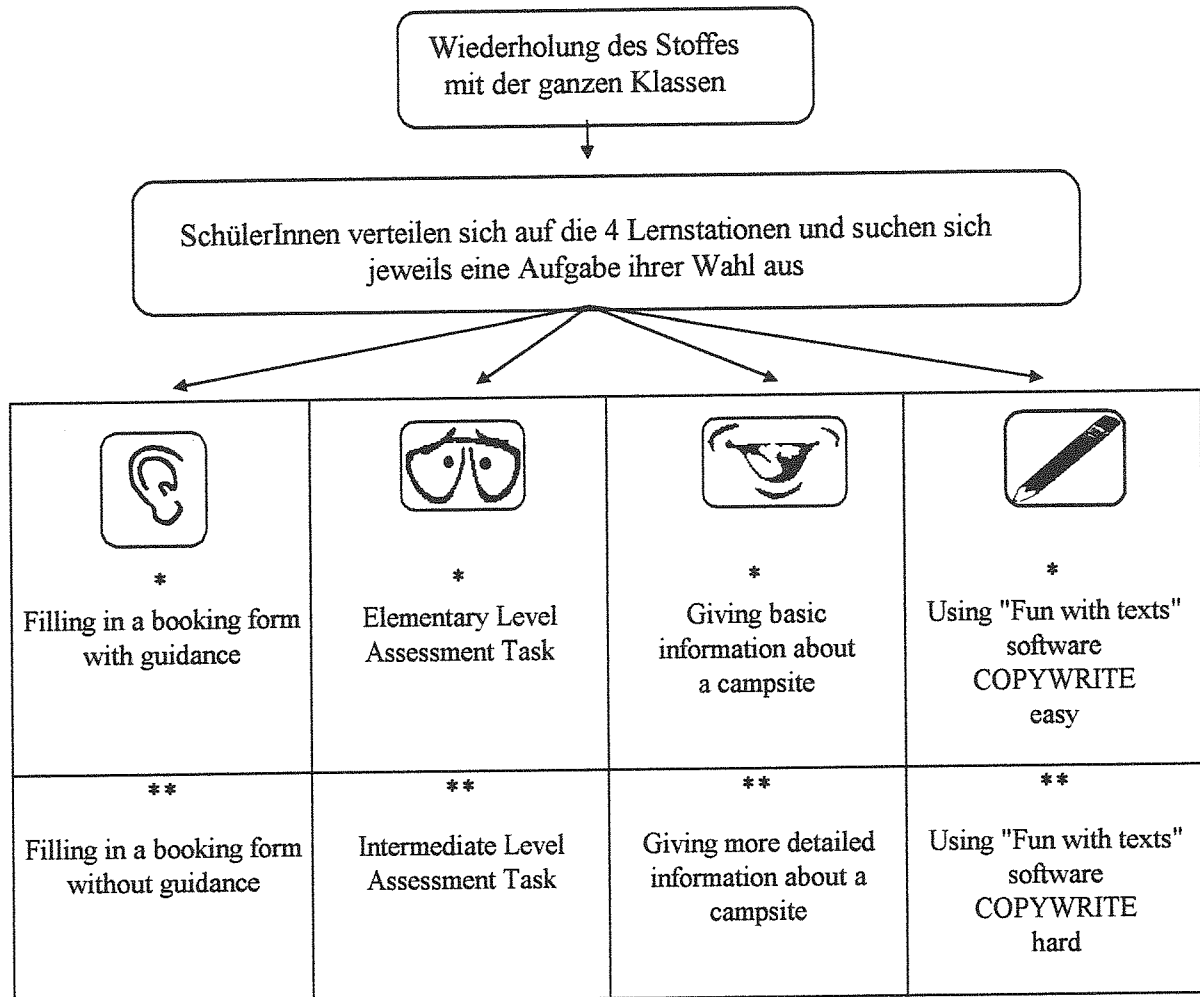 Wiederholung des Stoffes
mit der ganzen Klassen
SchülerInnen verteilen sich auf die 4 Lernstationen und suchen sich
jeweils eine Aufgabe ihrer Wahl aus
*
Filling in a booking form
with guidance
*
Elementary Level
Assessment Task
*
Giving basic
information about
a campsite
*
Using "Fun with texts"
software
COPYWRITE
easy
**
Filling in a booking form
without guidance
**
Intermediate Level
Assessment Task
**
Giving more detailed
information about a
campsite
**
Using "Fun with texts"
software
COPYWRITE
hard